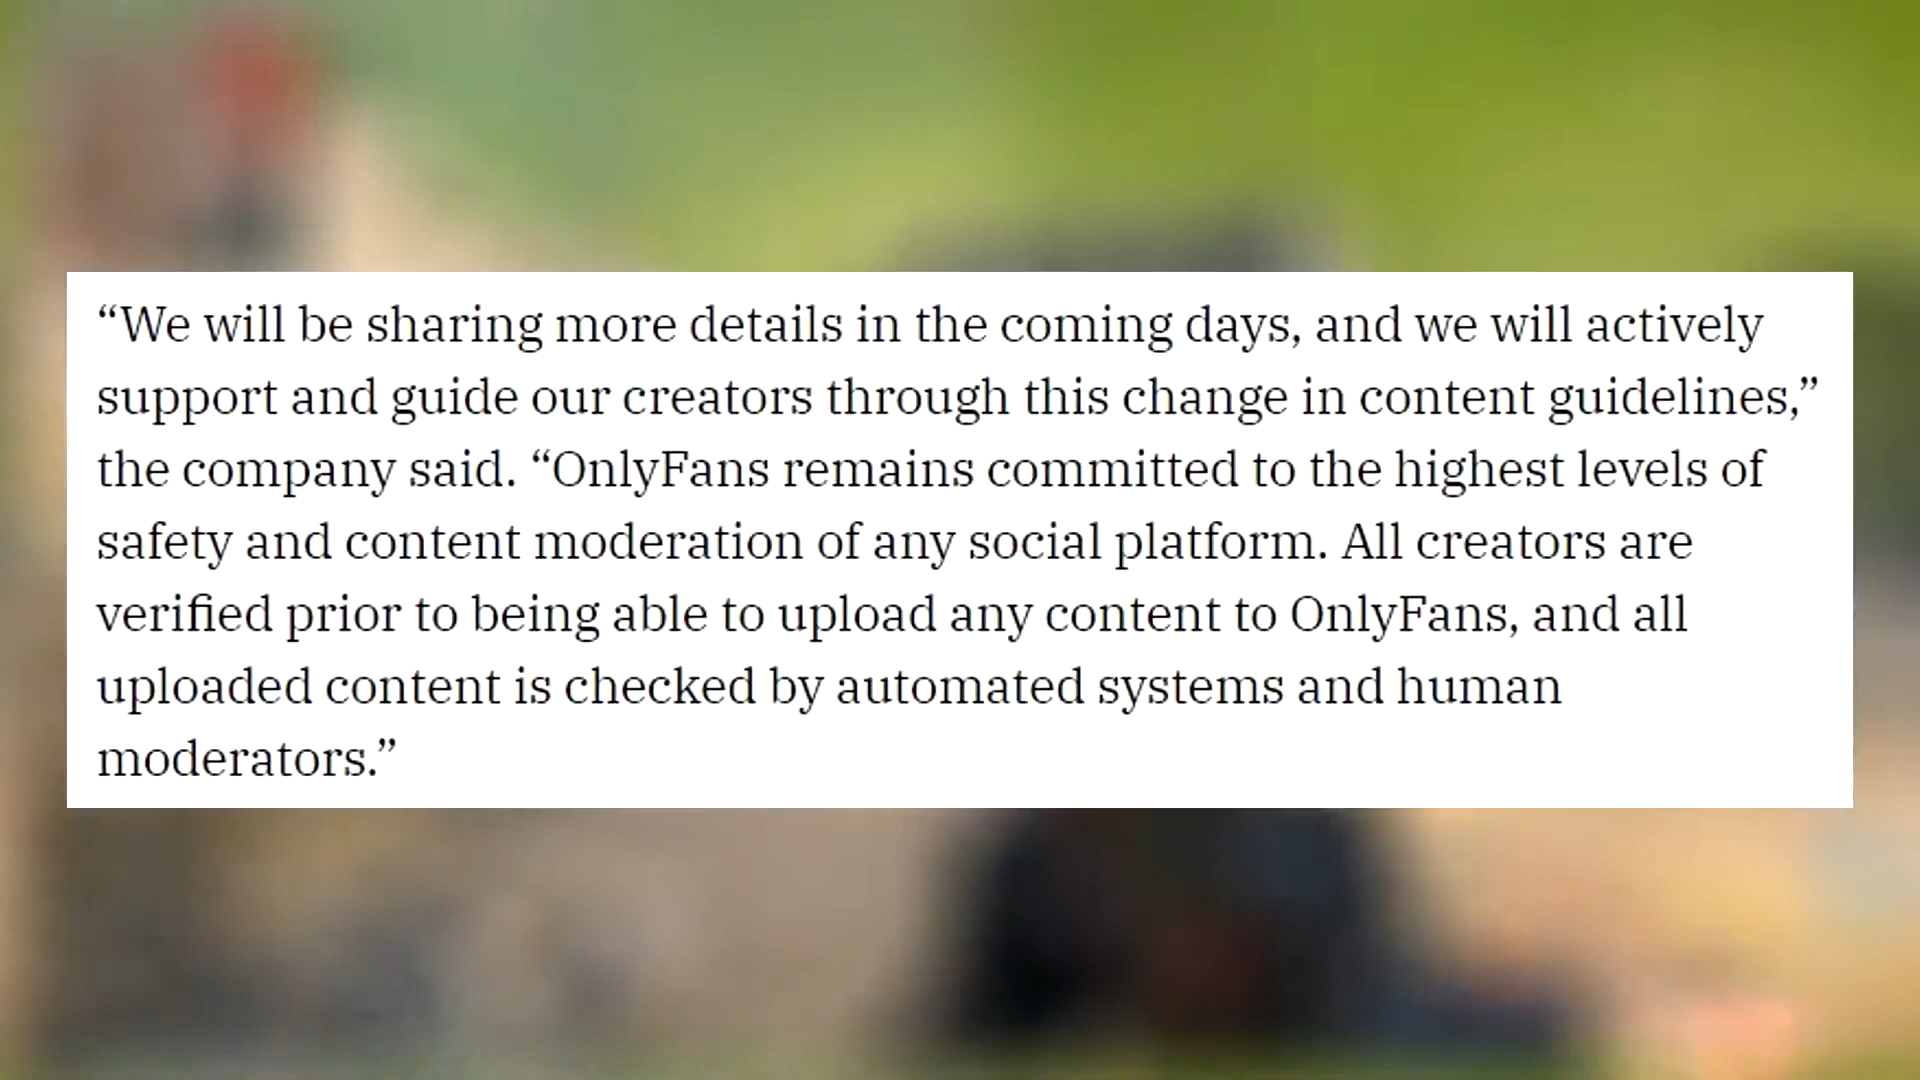 “We will be sharing more details in the coming days, and we will actively
support and guide our creators through this change in content guidelines,”
the company said. “OnlyFans remains committed to the highest levels of
safety and content moderation of any social platform. All creators are
verified prior to being able to upload any content to OnlyFans, and all
uploaded content is checked by automated systems and human
moderators.”